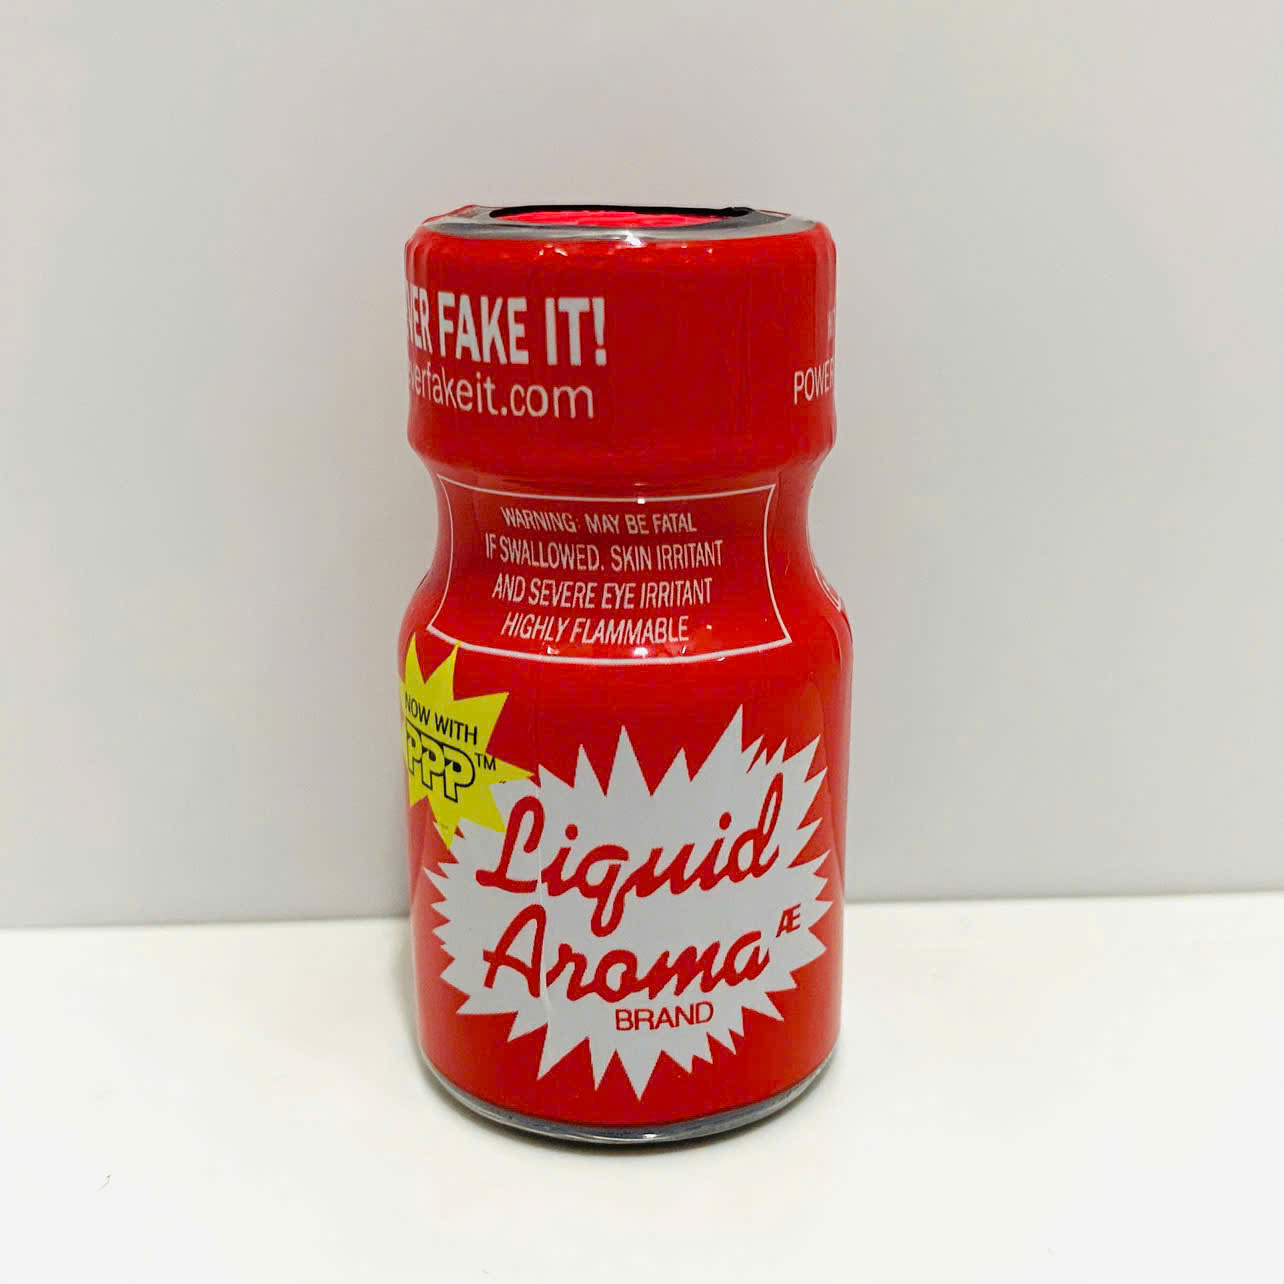 FAKE IT!
erfakeit.com
POWER
WARNING: MAY BE FATAL
IF SWALLOWED. SKIN IRRITANT
AND SEVERE EYE IRRITANT
HIGHLY FLAMMABLE
NOW WITH
PPP™
Liquid
Aroma Æ
BRAND